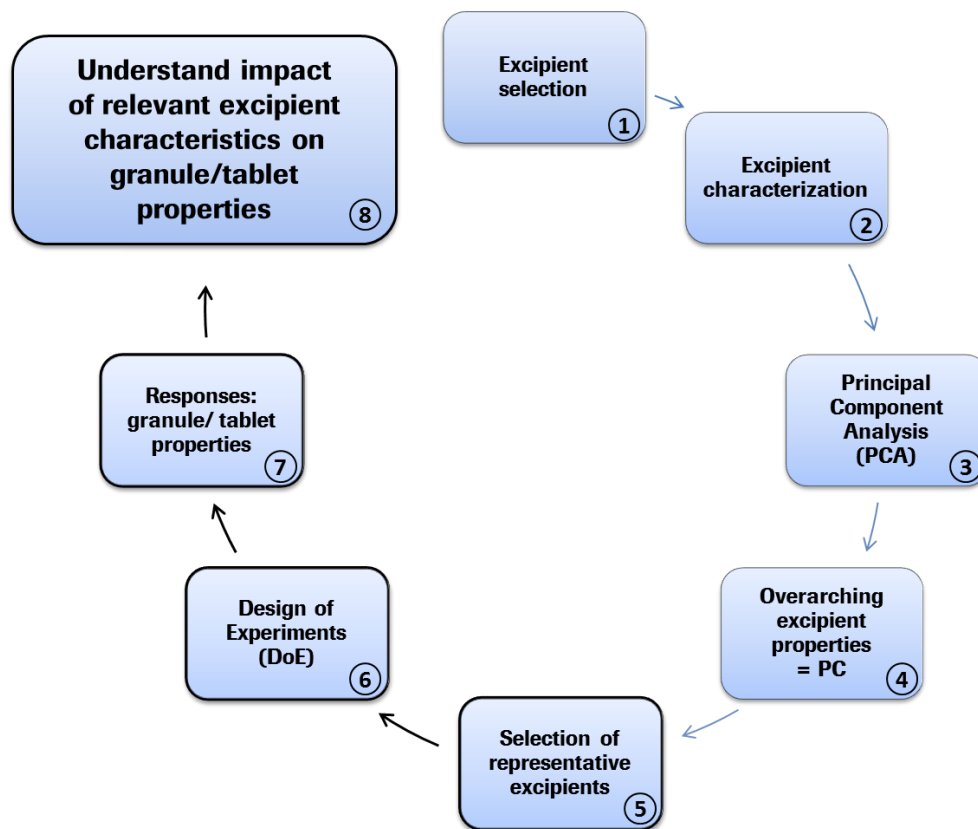 Excipient
selection
1
Excipient
characterization
2
Principal
Component
Analysis
(PCA)
3
Overarching
excipient
properties
= PC
4
Selection of
representative
excipients
5
Design of
Experiments
(DoE)
6
Responses:
granule/ tablet
properties
7
Understand impact
of relevant excipient
characteristics on
granule/tablet
properties
8